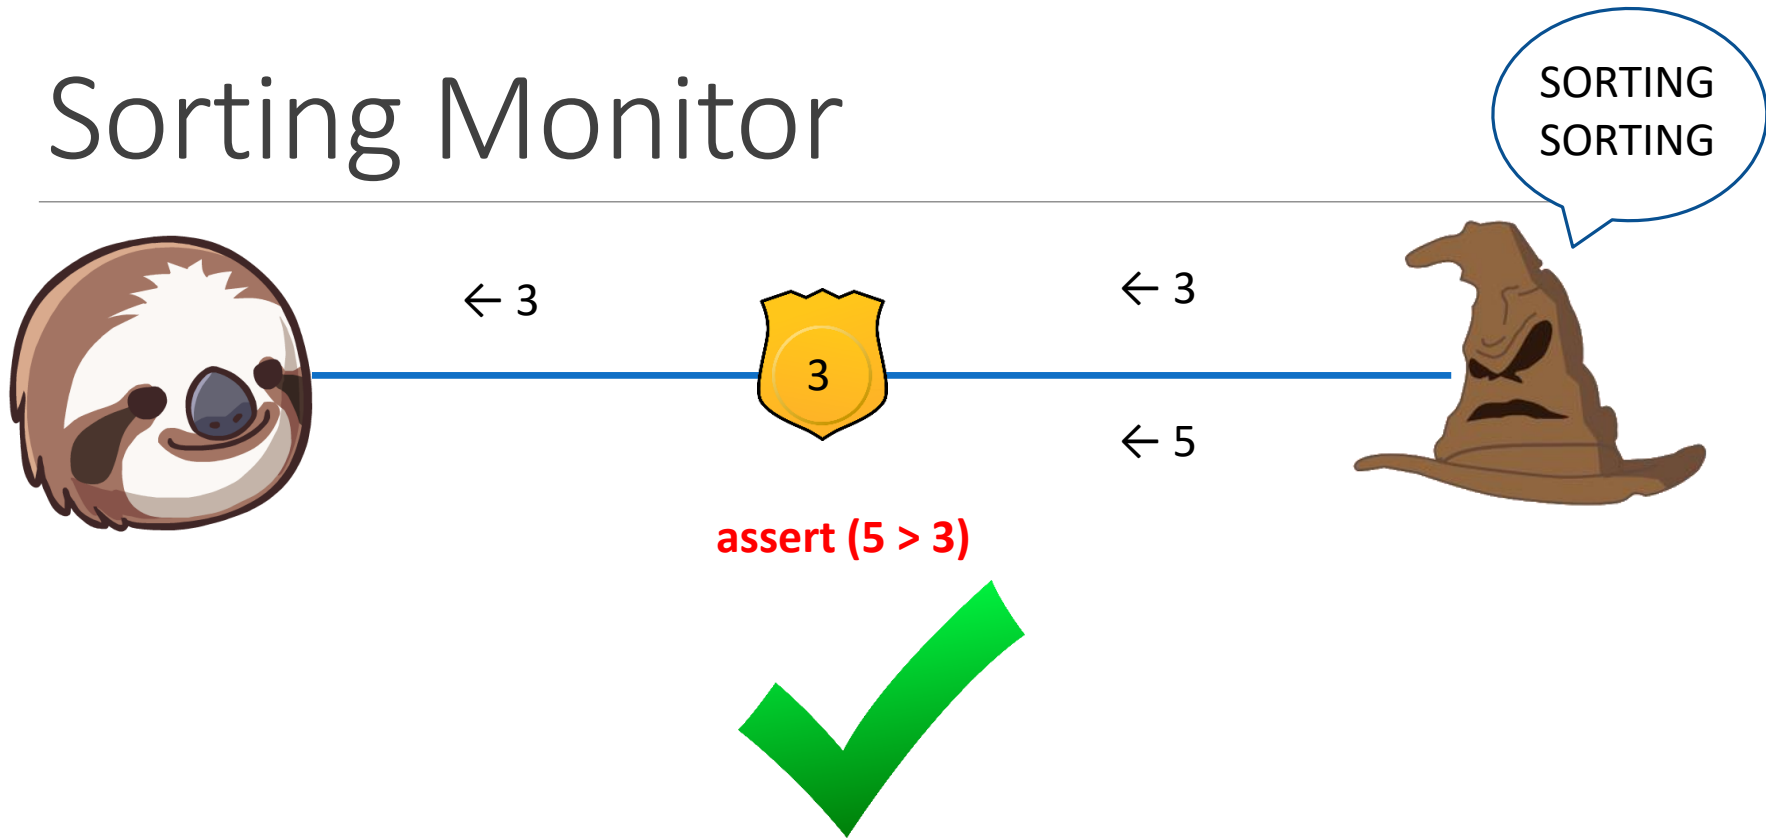 Sorting Monitor
SORTING
SORTING
← 3
← 3
3
← 5
assert (5 > 3)